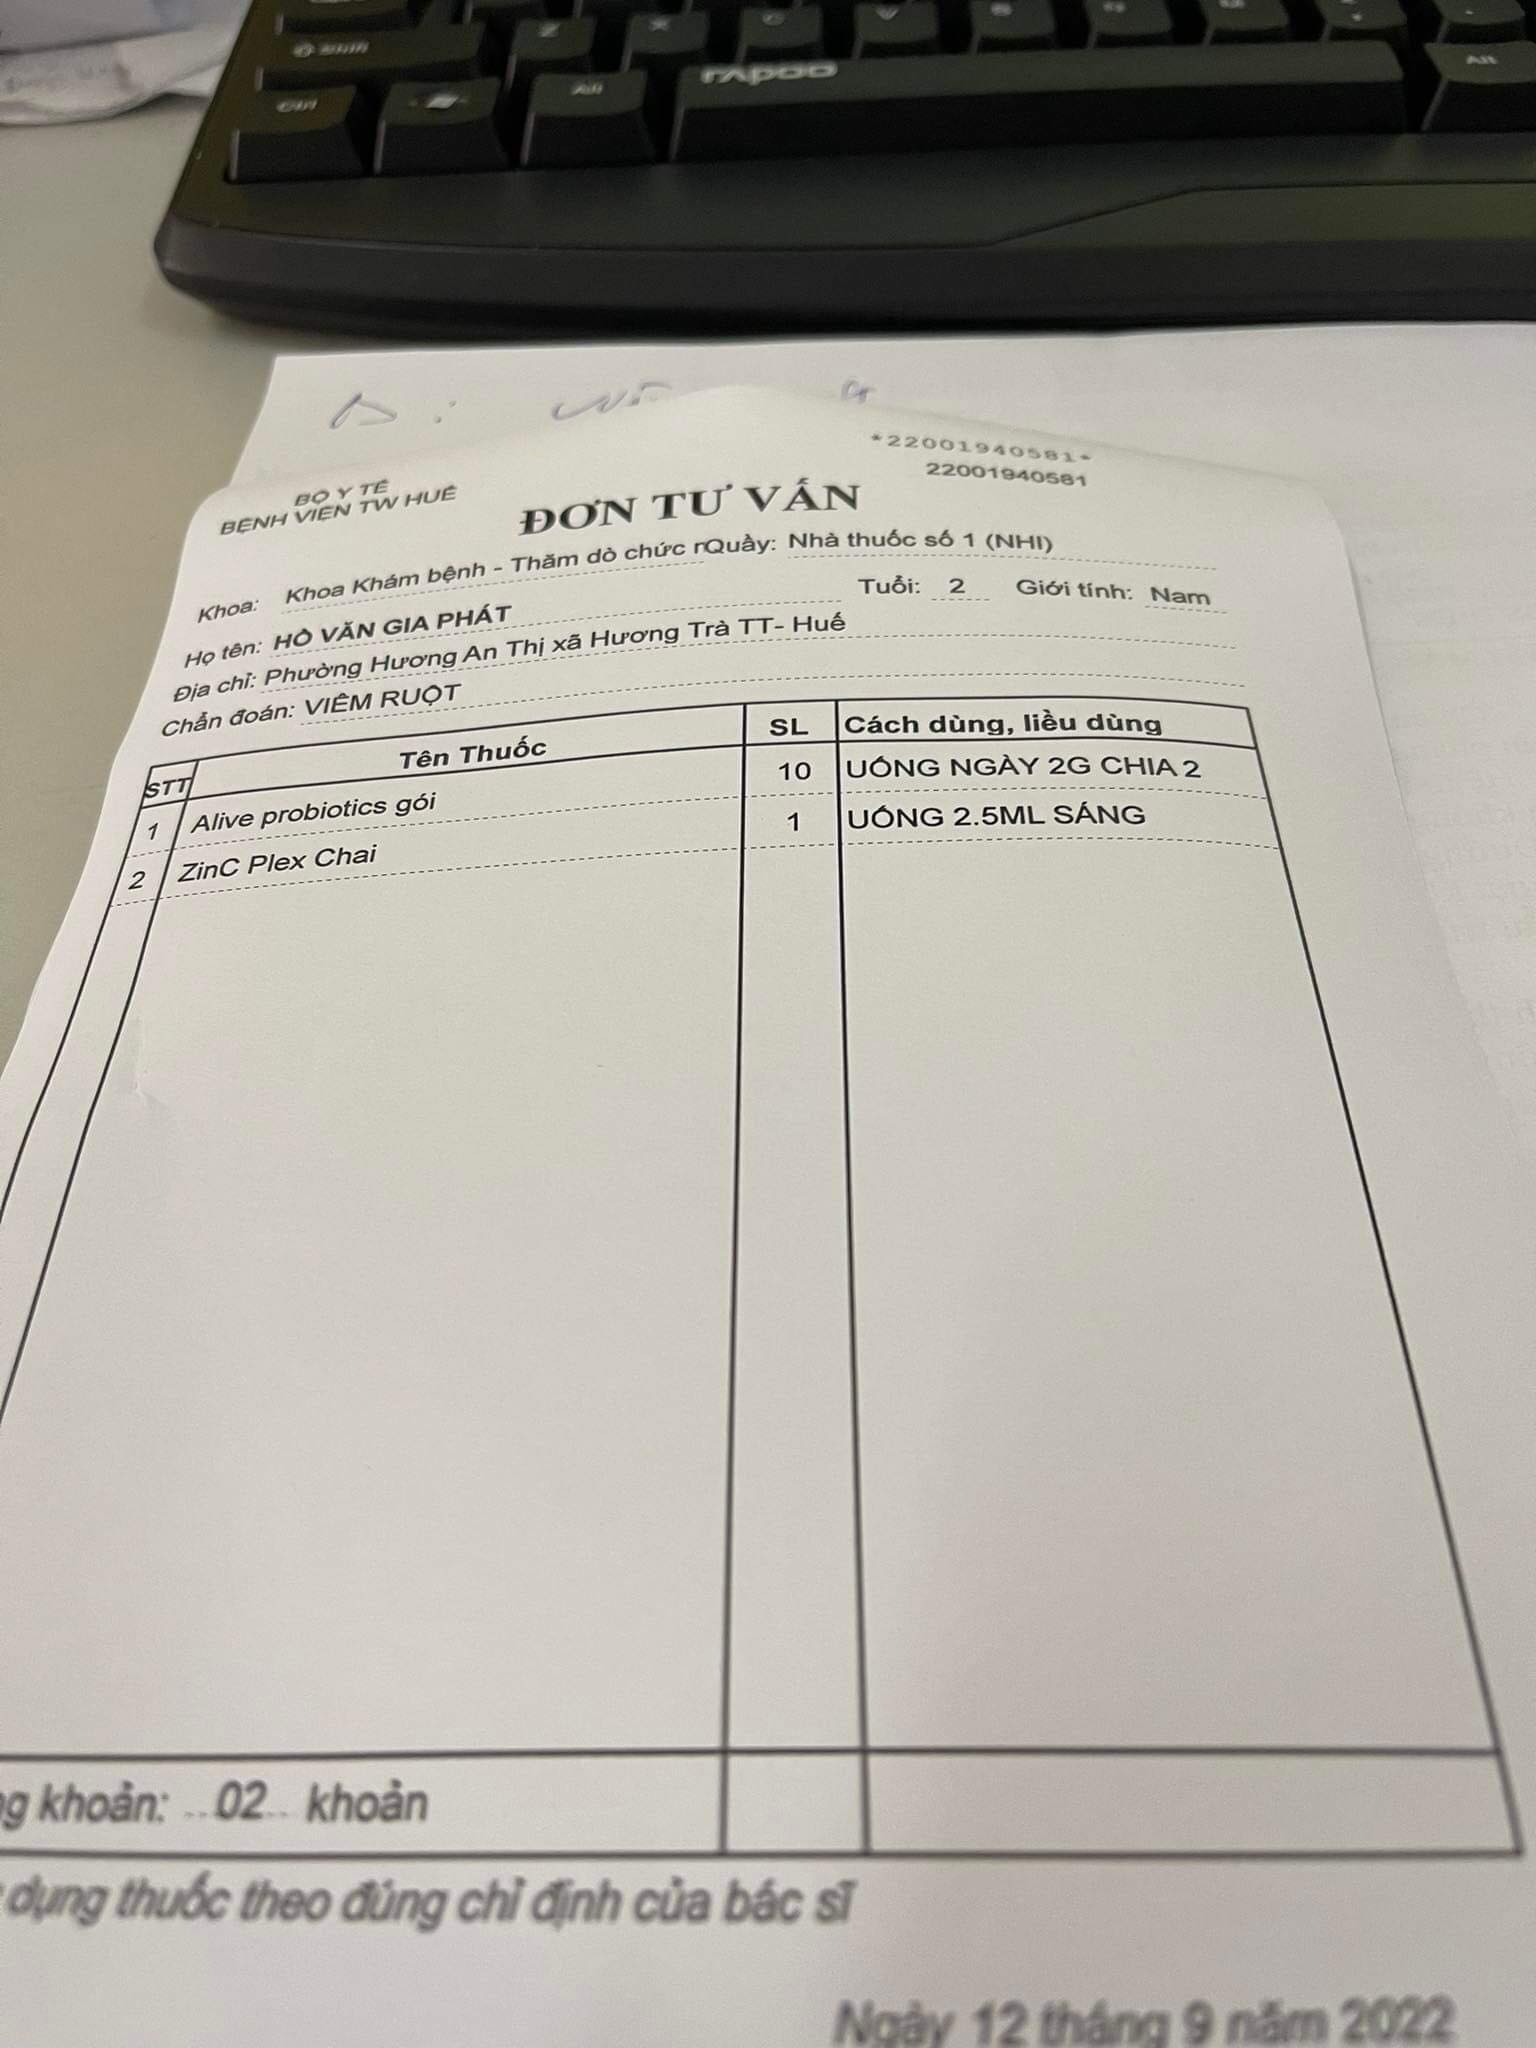 Shift
Z X C V B
Ctrl Alt rapoo Alt
*22001940581*
22001940581
BỘ Y TẾ
BỆNH VIỆN TW HUẾ
ĐƠN TƯ VẤN
Khoa: Khoa Khám bệnh - Thăm dò chức Quầy: Nhà thuốc số 1 (NHI)
Họ tên: HỒ VĂN GIA PHÁT Tuổi: 2 Giới tính: Nam
Địa chỉ: Phường Hương An Thị xã Hương Trà TT- Huế
Chẩn đoán: VIÊM RUỘT
STT Tên Thuốc SL Cách dùng, liều dùng
1 Alive probiotics gói 10 UỐNG NGÀY 2G CHIA 2
2 ZinC Plex Chai 1 UỐNG 2.5ML SÁNG
khoản: 02 khoản
dụng thuốc theo đúng chỉ định của bác sĩ
Ngày 12 tháng 9 năm 2022